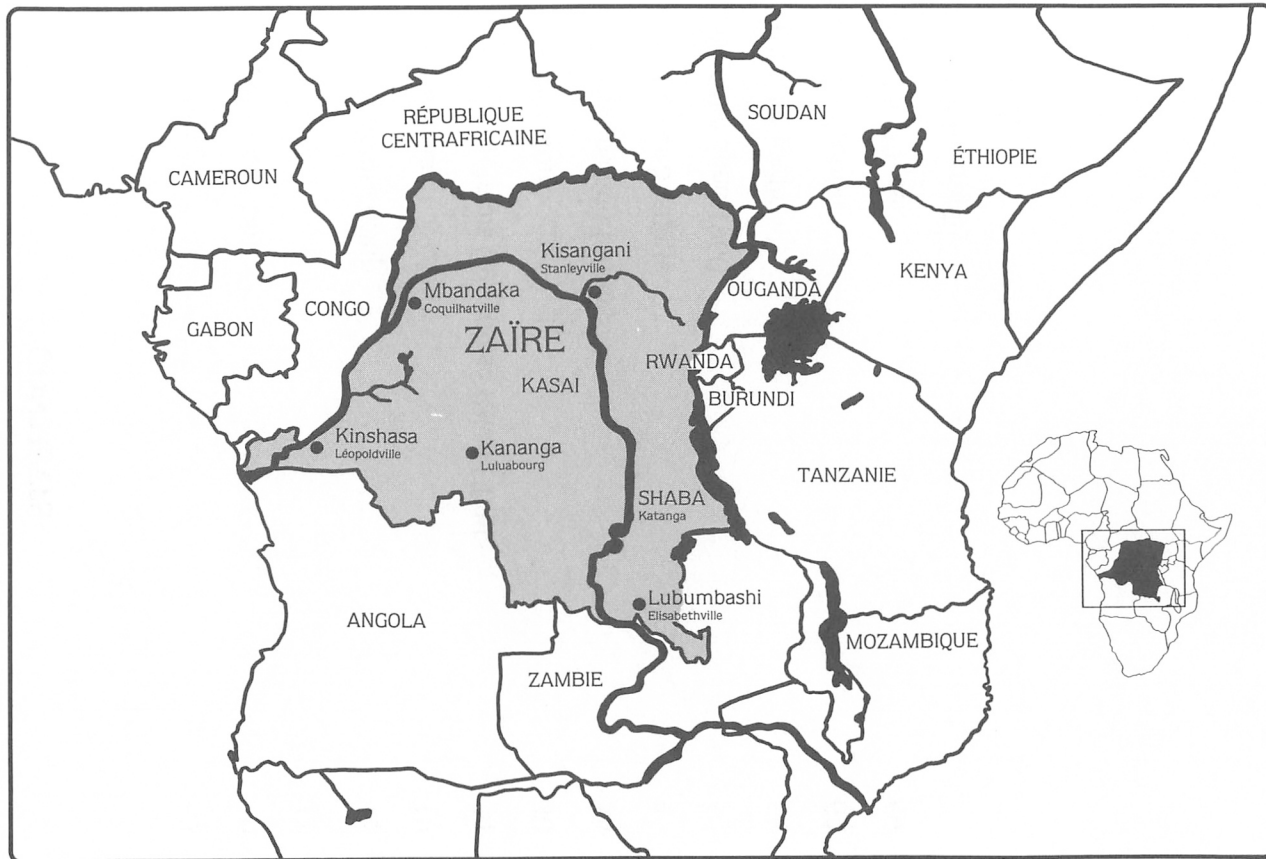 RÉPUBLIQUE
CENTRAFRICAINE
SOUDAN
ÉTHIOPIE
CAMEROUN
Kisangani
Stanleyville
KENYA
OUGANDA
Mbandaka
Coquilhatville
CONGO
GABON
ZAÏRE
RWANDA
KASAI
BURUNDI
Kinshasa
Léopoldville
Kananga
Luluabourg
TANZANIE
SHABA
Katanga
Lubumbashi
Elisabethville
ANGOLA
MOZAMBIQUE
ZAMBIE